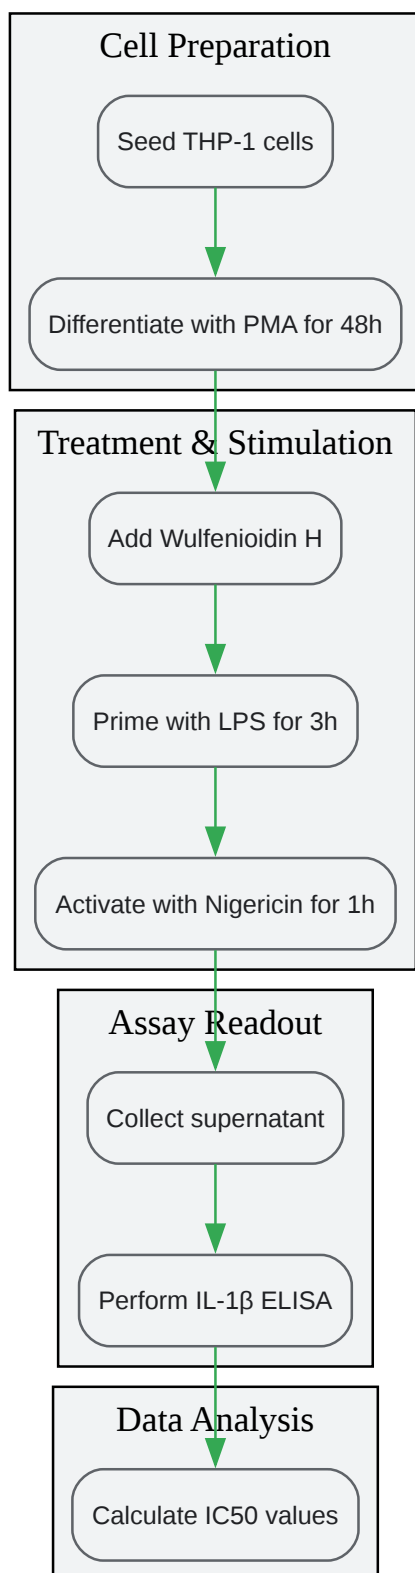 Cell Preparation
Seed THP-1 cells
Differentiate with PMA for 48h
Treatment & Stimulation
Add Wulfenioidin H
Prime with LPS for 3h
Activate with Nigericin for 1h
Assay Readout
Collect supernatant
Perform IL-1β ELISA
Data Analysis
Calculate IC50 values